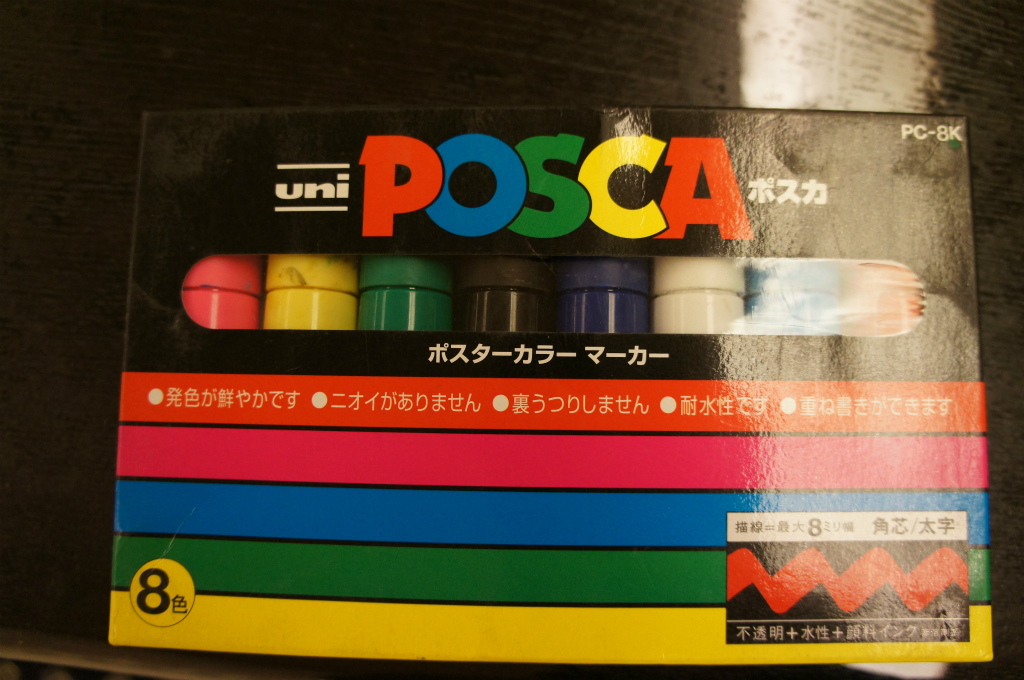 PC-8K
uni POSCA ポスカ
ポスターカラー マーカー
●発色が鮮やかです ●ニオイがありません ●裏うつりしません ●耐水性です ●重ね書きができます
描線=最大8ミリ幅 角芯/太字
8色
不透明+水性+顔料インク